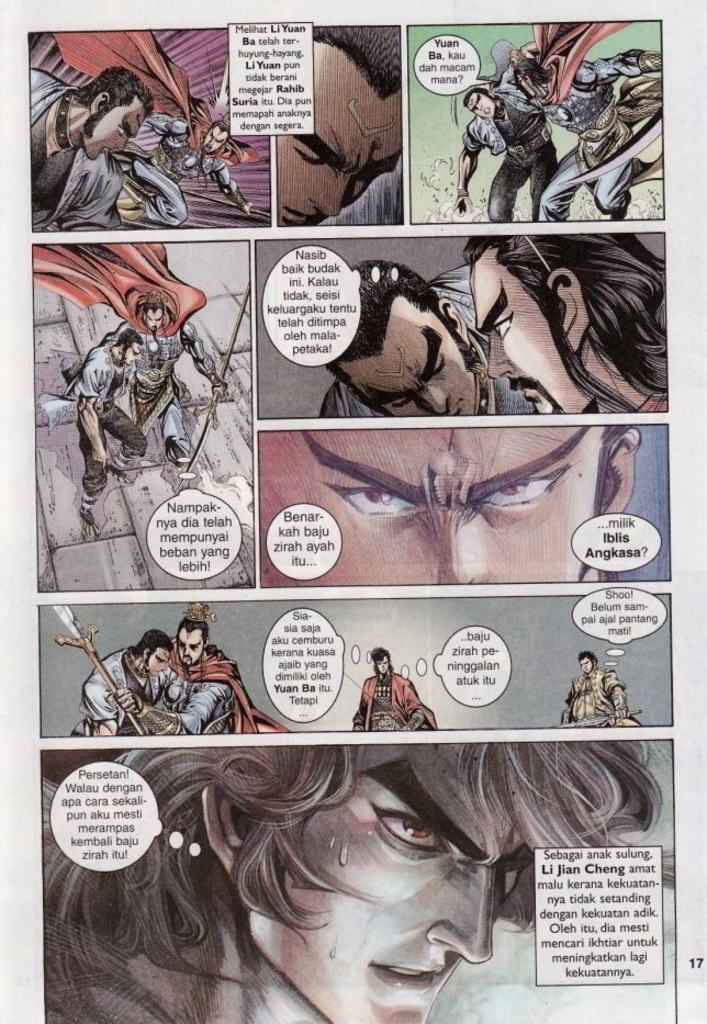 Melihat Li Yuan
Ba telah ter-
huyung-hayang,
Li Yuan pun
tidak berani
megejar Rahib
Suria itu. Dia pun
memapah anaknya
dengan segera.
Yuan
Ba, kau
dah macam
mana?
Nampak-
nya dia telah
mempunyai
beban yang
lebih!
Nasib
baik budak
ini. Kalau
tidak, seisi
keluargaku tentu
telah ditimpa
oleh mala-
petaka!
Benar-
kah baju
zirah ayah
itu...
...milik
Iblis
Angkasa?
Sia-
sia saja
aku cemburu
kerana kuasa
ajaib yang
dimiliki oleh
Yuan Ba itu.
Tetapi
...
..baju
zirah pe-
ninggalan
atuk itu
...
Shoo!
Belum sam-
pai ajal pantang
mati!
Persetan!
Walau dengan
apa cara sekali-
pun aku mesti
merampas
kembali baju
zirah itu!
Sebagai anak sulung,
Li Jian Cheng amat
malu kerana kekuatan-
nya tidak setanding
dengan kekuatan adik.
Oleh itu, dia mesti
mencari ikhtiar untuk
meningkatkan lagi
kekuatannya.
17